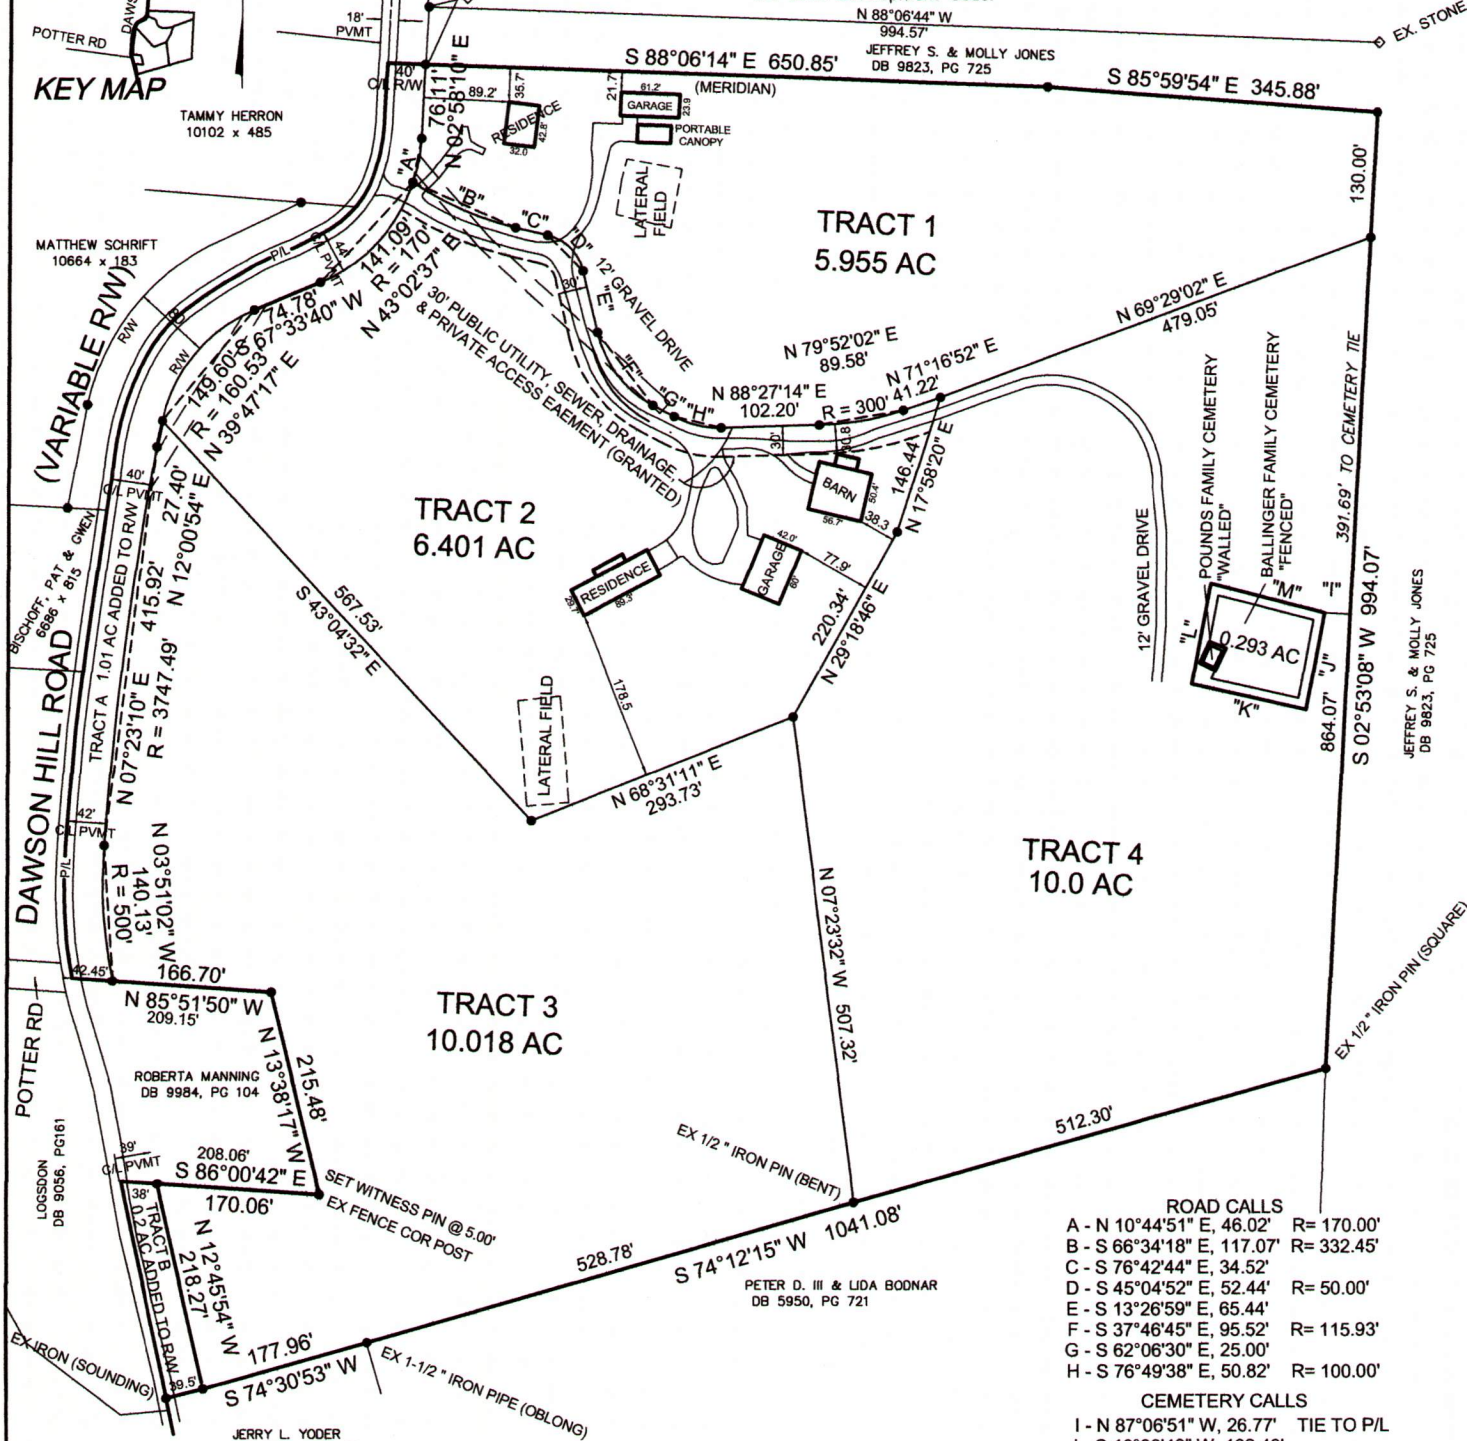 DAWS
POTTER RD
KEY MAP
18'
PVMT
TAMMY HERRON
10102 x 485
N 88°06'44" W
994.57'
EX. STONE
JEFFREY S. & MOLLY JONES
DB 9823, PG 725
S 88°06'14" E 650.85'
(MERIDIAN)
S 85°59'54" E 345.88'
40'
C/L R/W
76.11'
N 02°58'10" E
89.2'
35.7'
RESIDENCE
42.8'
32.0
21.7'
61.2'
GARAGE
23.9
PORTABLE
CANOPY
LATERAL
FIELD
130.00'
"A"
"B"
"C"
"D"
"E"
"F"
"G"
"H"
TRACT 1
5.955 AC
MATTHEW SCHRIFT
10664 x 183
P/L
44'
C/L PVMT
141.09'
R = 170'
N 43°02'37" E
74.78'
S 67°33'40" W
149.60'
R = 160.53'
N 39°47'17" E
R/W
80
R/W
(VARIABLE R/W)
30'
12' GRAVEL DRIVE
30' PUBLIC UTILITY, SEWER, DRAINAGE,
& PRIVATE ACCESS EAEMENT (GRANTED)
N 69°29'02" E
479.05'
N 79°52'02" E
89.58'
N 71°16'52" E
41.22'
R = 300'
N 88°27'14" E
102.20'
30'
30.8
BARN
50.4'
56.7'
38.3
146.44'
N 17°58'20" E
40'
C/L PVMT
27.40'
N 12°00'54" E
TRACT 2
6.401 AC
RESIDENCE
29.7'
89.3'
GARAGE
42.0'
60'
77.9'
220.34'
N 29°18'46" E
12' GRAVEL DRIVE
POUNDS FAMILY CEMETERY
"WALLED"
BALLINGER FAMILY CEMETERY
"FENCED"
391.69' TO CEMETERY TIE
"M"
"I"
"L"
0.293 AC
"J"
"K"
864.07'
S 02°53'08" W 994.07'
JEFFREY S. & MOLLY JONES
DB 9823, PG 725
BISCHOFF, PAT & GWEN
6686 x 815
DAWSON HILL ROAD
TRACT A 1.01 AC ADDED TO R/W
N 07°23'10" E 415.92'
R = 3747.49'
567.53'
S 43°04'32" E
178.5
LATERAL FIELD
N 68°31'11" E
293.73'
42'
C/L PVMT
P/L
N 03°51'02" W
140.13'
R = 500'
TRACT 4
10.0 AC
N 07°23'32" W 507.32'
42.45'
166.70'
N 85°51'50" W
209.15'
TRACT 3
10.018 AC
EX 1/2" IRON PIN (SQUARE)
POTTER RD
LOGSDON
DB 9056, PG161
ROBERTA MANNING
DB 9984, PG 104
215.48'
N 13°38'17" W
39'
C/L PVMT
208.06'
S 86°00'42" E
170.06'
SET WITNESS PIN @ 5.00'
EX FENCE COR POST
EX 1/2 " IRON PIN (BENT)
512.30'
38'
TRACT B
0.2 AC ADDED TO R/W
N 12°45'54" W
218.27'
528.78'
S 74°12'15" W 1041.08'
PETER D. III & LIDA BODNAR
DB 5950, PG 721
EX IRON (SOUNDING)
39.5'
177.96'
S 74°30'53" W
EX 1-1/2 " IRON PIPE (OBLONG)
JERRY L. YODER
ROAD CALLS
A - N 10°44'51" E, 46.02' R= 170.00'
B - S 66°34'18" E, 117.07' R= 332.45'
C - S 76°42'44" E, 34.52'
D - S 45°04'52" E, 52.44' R= 50.00'
E - S 13°26'59" E, 65.44'
F - S 37°46'45" E, 95.52' R= 115.93'
G - S 62°06'30" E, 25.00'
H - S 76°49'38" E, 50.82' R= 100.00'
CEMETERY CALLS
I - N 87°06'51" W, 26.77' TIE TO P/L